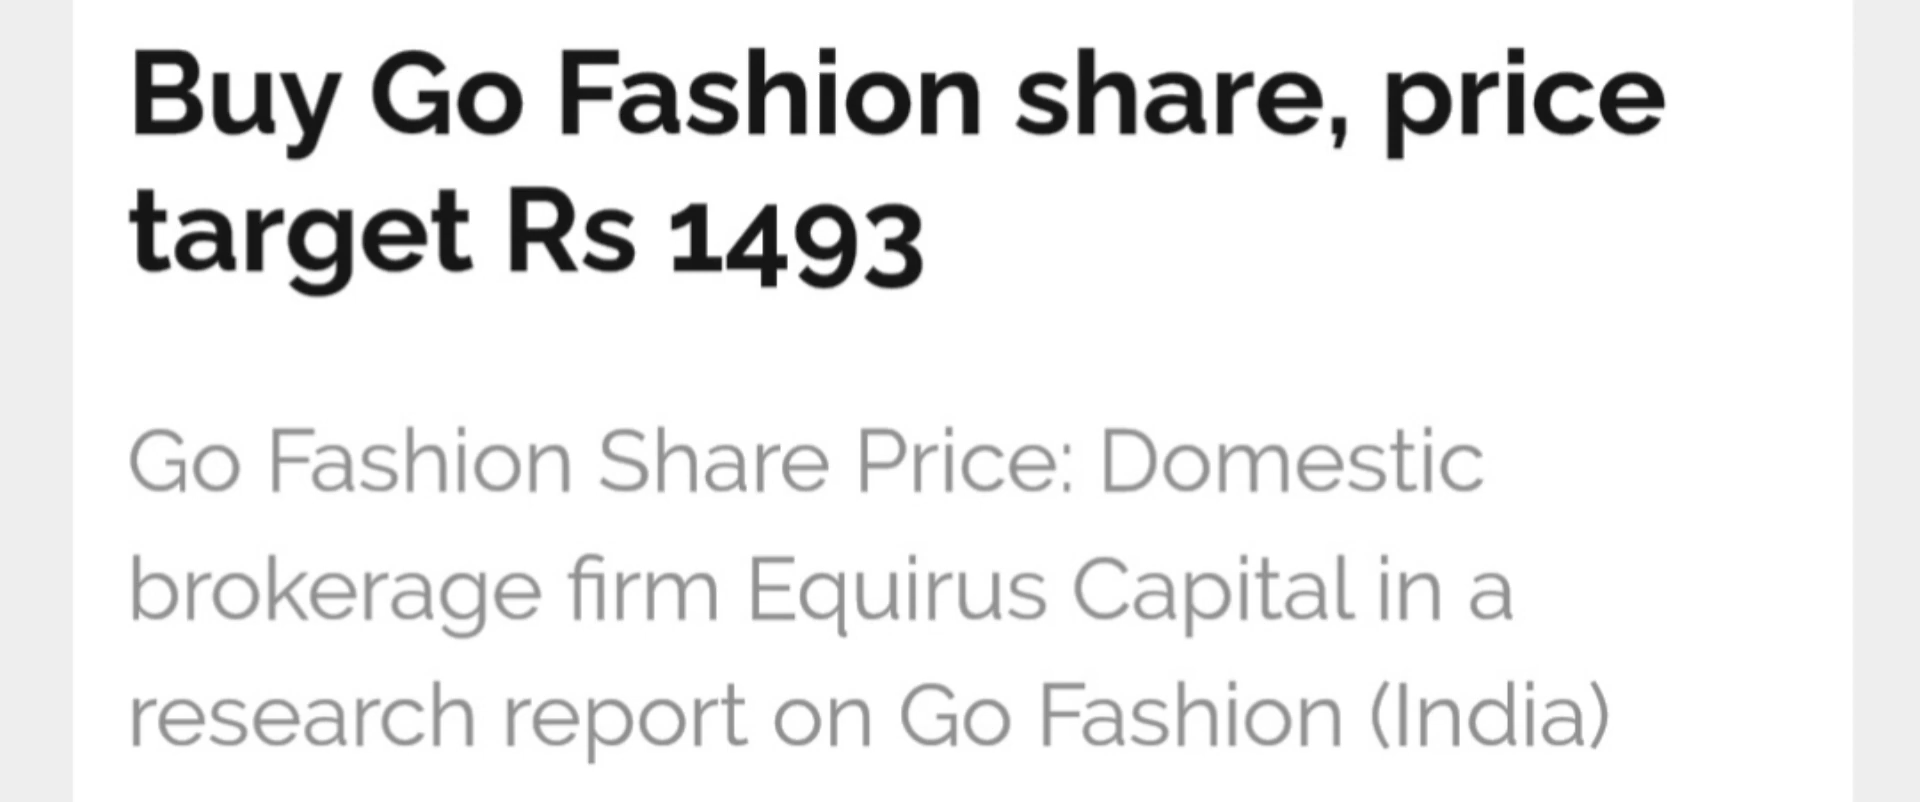 Buy Go Fashion share, price
target Rs 1493
Go Fashion Share Price: Domestic
brokerage firm Equirus Capital in a
research report on Go Fashion (India)